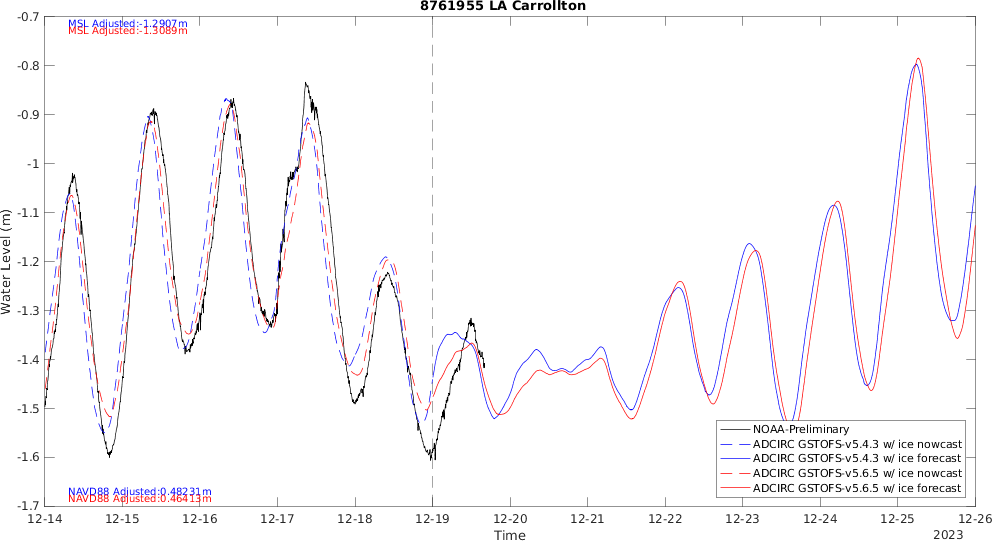 8761955 LA Carrollton
MSL Adjusted:-1.2907m
MSL Adjusted:-1.3089m
-0.7
-0.8
-0.9
-1
-1.1
-1.2
-1.3
-1.4
-1.5
-1.6
-1.7
Water Level (m)
NOAA-Preliminary
ADCIRC GSTOFS-v5.4.3 w/ ice nowcast
ADCIRC GSTOFS-v5.4.3 w/ ice forecast
ADCIRC GSTOFS-v5.6.5 w/ ice nowcast
ADCIRC GSTOFS-v5.6.5 w/ ice forecast
NAVD88 Adjusted:0.48231m
NAVD88 Adjusted:0.46413m
12-14 12-15 12-16 12-17 12-18 12-19 12-20 12-21 12-22 12-23 12-24 12-25 12-26
Time
2023